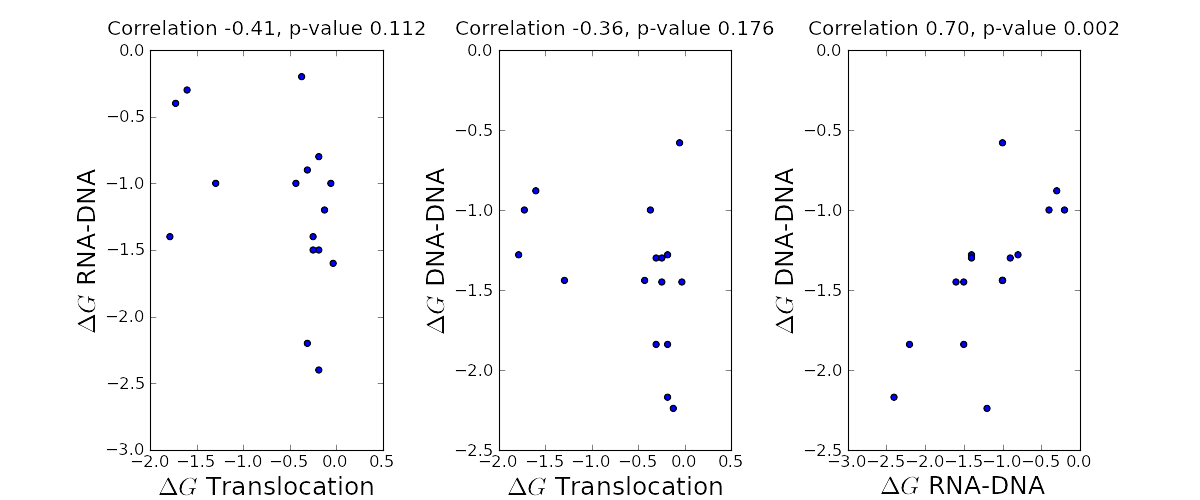 Correlation -0.41, p-value 0.112
0.0
−0.5
−1.0
−1.5
−2.0
−2.5
−3.0
−2.0 −1.5 −1.0 −0.5 0.0 0.5
ΔG RNA-DNA
ΔG Translocation
Correlation -0.36, p-value 0.176
0.0
−0.5
−1.0
−1.5
−2.0
−2.5
−2.0 −1.5 −1.0 −0.5 0.0 0.5
ΔG DNA-DNA
ΔG Translocation
Correlation 0.70, p-value 0.002
0.0
−0.5
−1.0
−1.5
−2.0
−2.5
−3.0 −2.5 −2.0 −1.5 −1.0 −0.5 0.0
ΔG DNA-DNA
ΔG RNA-DNA